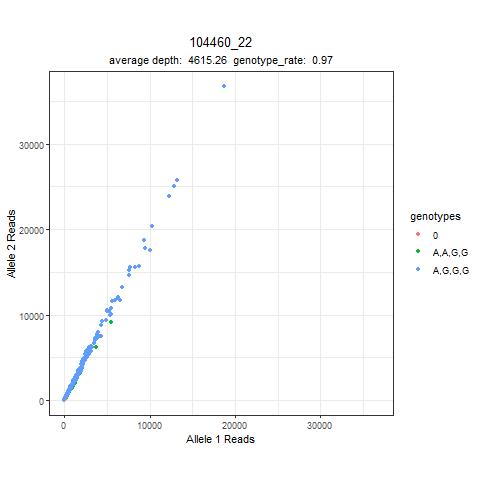 104460_22
average depth:  4615.26  genotype_rate:  0.97
Allele 2 Reads
30000
20000
10000
0
0 10000 20000 30000
Allele 1 Reads
genotypes
0
A,A,G,G
A,G,G,G